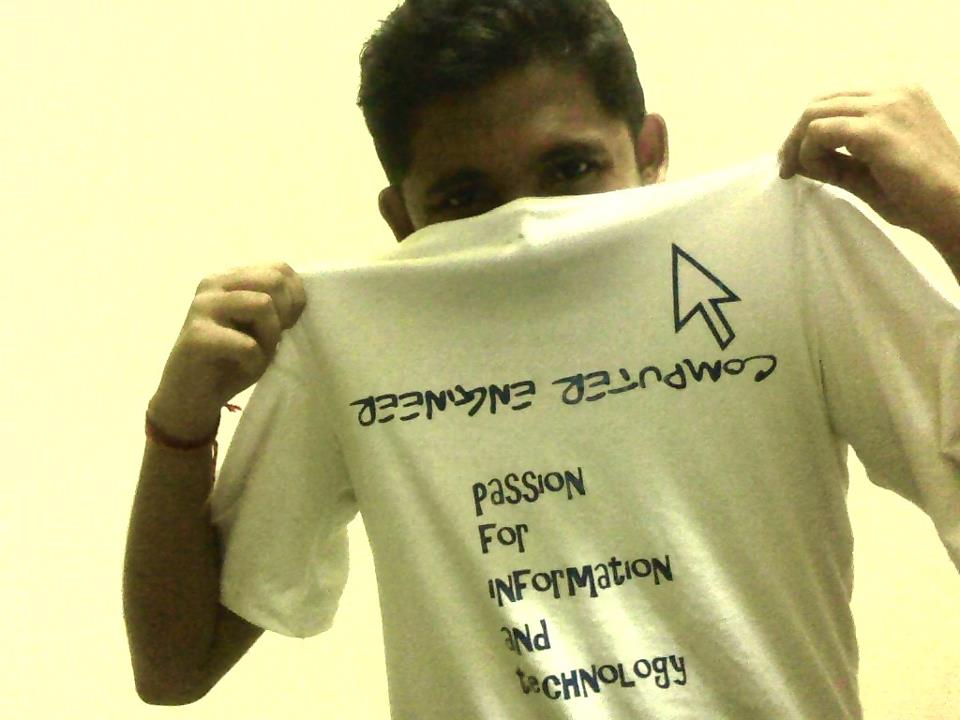 COMPUTER ENGINEER
PaSSION
For
INForMatION
aNd
teCHNOLOgy